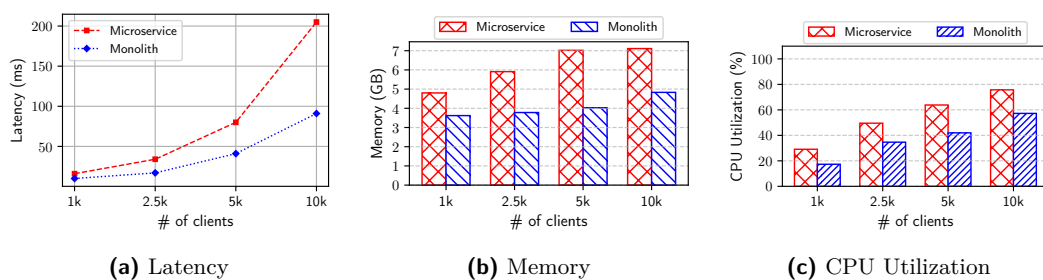 Latency (ms)
200
150
100
50
Microservice
Monolith
1k 2.5k 5k 10k
# of clients
(a) Latency
Microservice Monolith
Memory (GB)
7
6
5
4
3
2
1
0
1k 2.5k 5k 10k
# of clients
(b) Memory
Microservice Monolith
CPU Utilization (%)
100
80
60
40
20
0
1k 2.5k 5k 10k
# of clients
(c) CPU Utilization